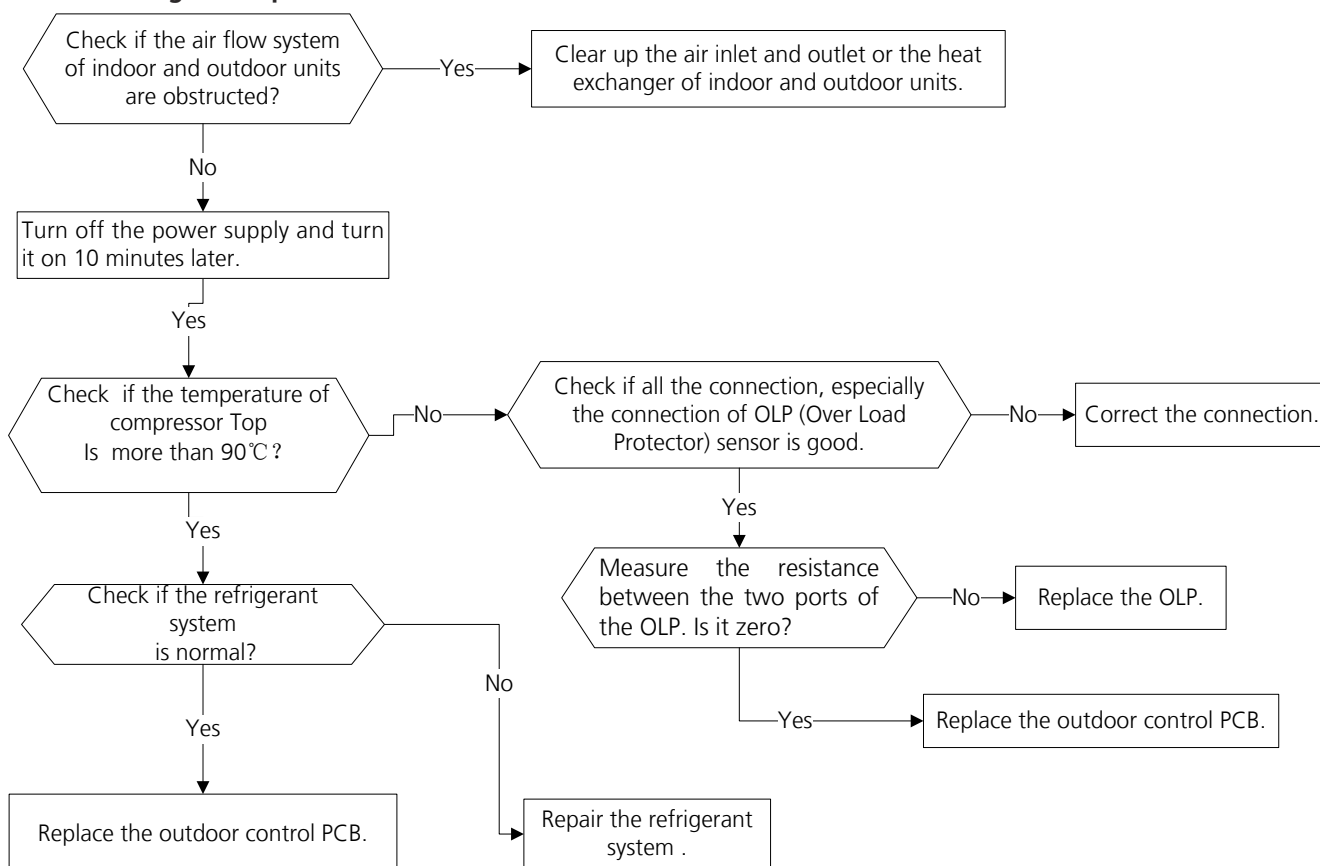 Check if the air flow system
of indoor and outdoor units
are obstructed?
Yes
Clear up the air inlet and outlet or the heat
exchanger of indoor and outdoor units.
No
Turn off the power supply and turn
it on 10 minutes later.
Yes
Check if the temperature of
compressor Top
Is more than 90℃?
No
Check if all the connection, especially
the connection of OLP (Over Load
Protector) sensor is good.
No
Correct the connection.
Yes
Yes
Measure the resistance
between the two ports of
the OLP. Is it zero?
No
Replace the OLP.
Check if the refrigerant
system
is normal?
No
Yes
Replace the outdoor control PCB.
Yes
Replace the outdoor control PCB.
Repair the refrigerant
system .